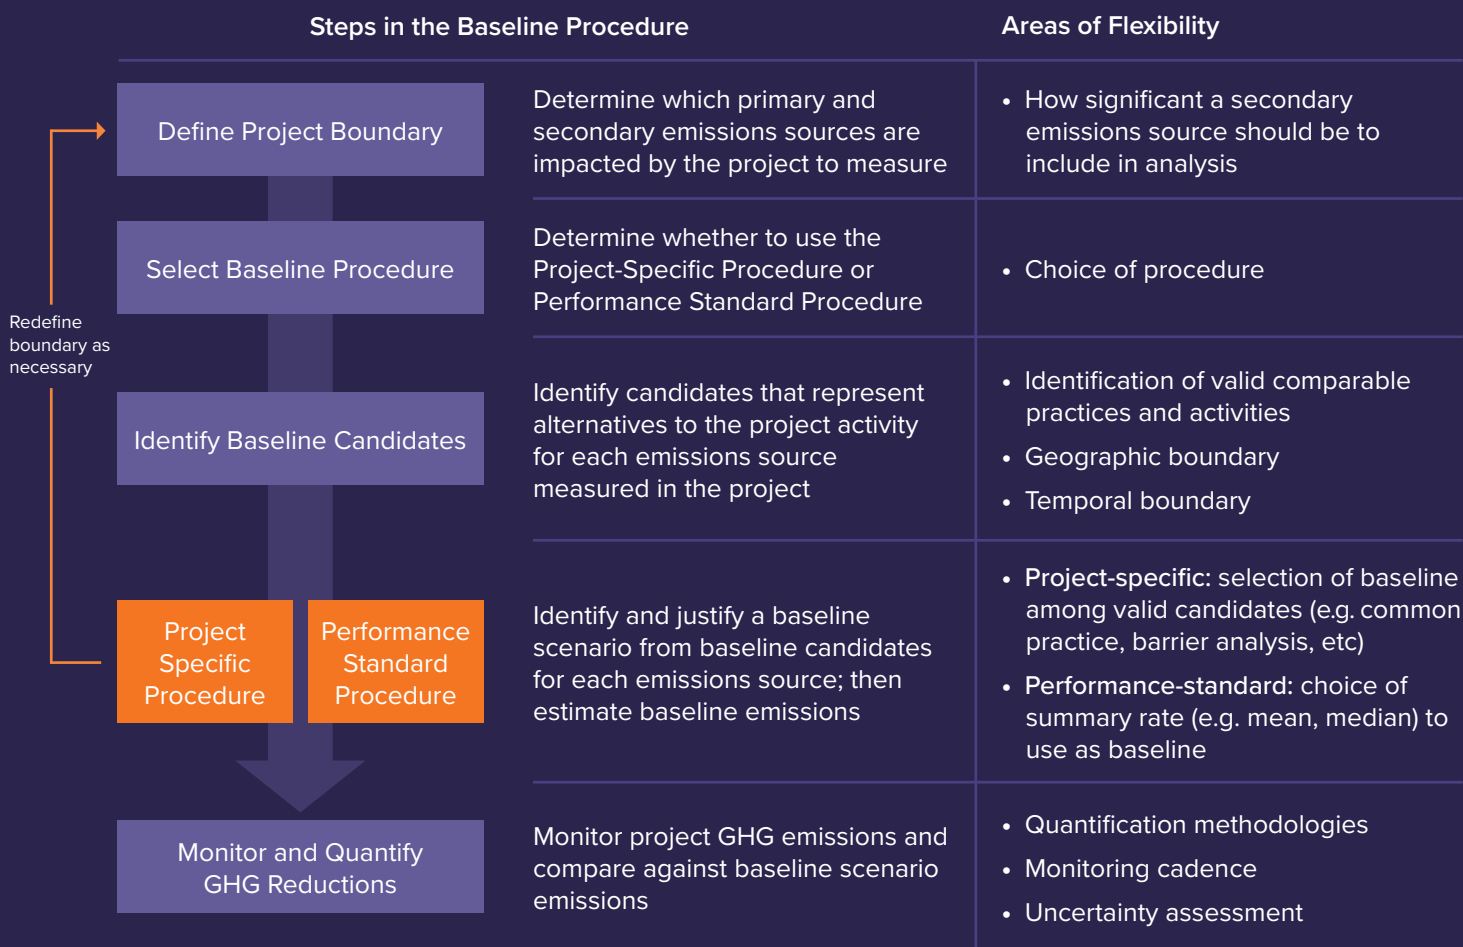 Steps in the Baseline Procedure
Areas of Flexibility
Define Project Boundary
Determine which primary and
secondary emissions sources are
impacted by the project to measure
• How significant a secondary
emissions source should be to
include in analysis
Select Baseline Procedure
Determine whether to use the
Project-Specific Procedure or
Performance Standard Procedure
• Choice of procedure
Redefine
boundary as
necessary
Identify Baseline Candidates
Identify candidates that represent
alternatives to the project activity
for each emissions source
measured in the project
• Identification of valid comparable
practices and activities
• Geographic boundary
• Temporal boundary
Project
Specific
Procedure
Performance
Standard
Procedure
Identify and justify a baseline
scenario from baseline candidates
for each emissions source; then
estimate baseline emissions
• Project-specific: selection of baseline
among valid candidates (e.g. common
practice, barrier analysis, etc)
• Performance-standard: choice of
summary rate (e.g. mean, median) to
use as baseline
Monitor and Quantify
GHG Reductions
Monitor project GHG emissions and
compare against baseline scenario
emissions
• Quantification methodologies
• Monitoring cadence
• Uncertainty assessment